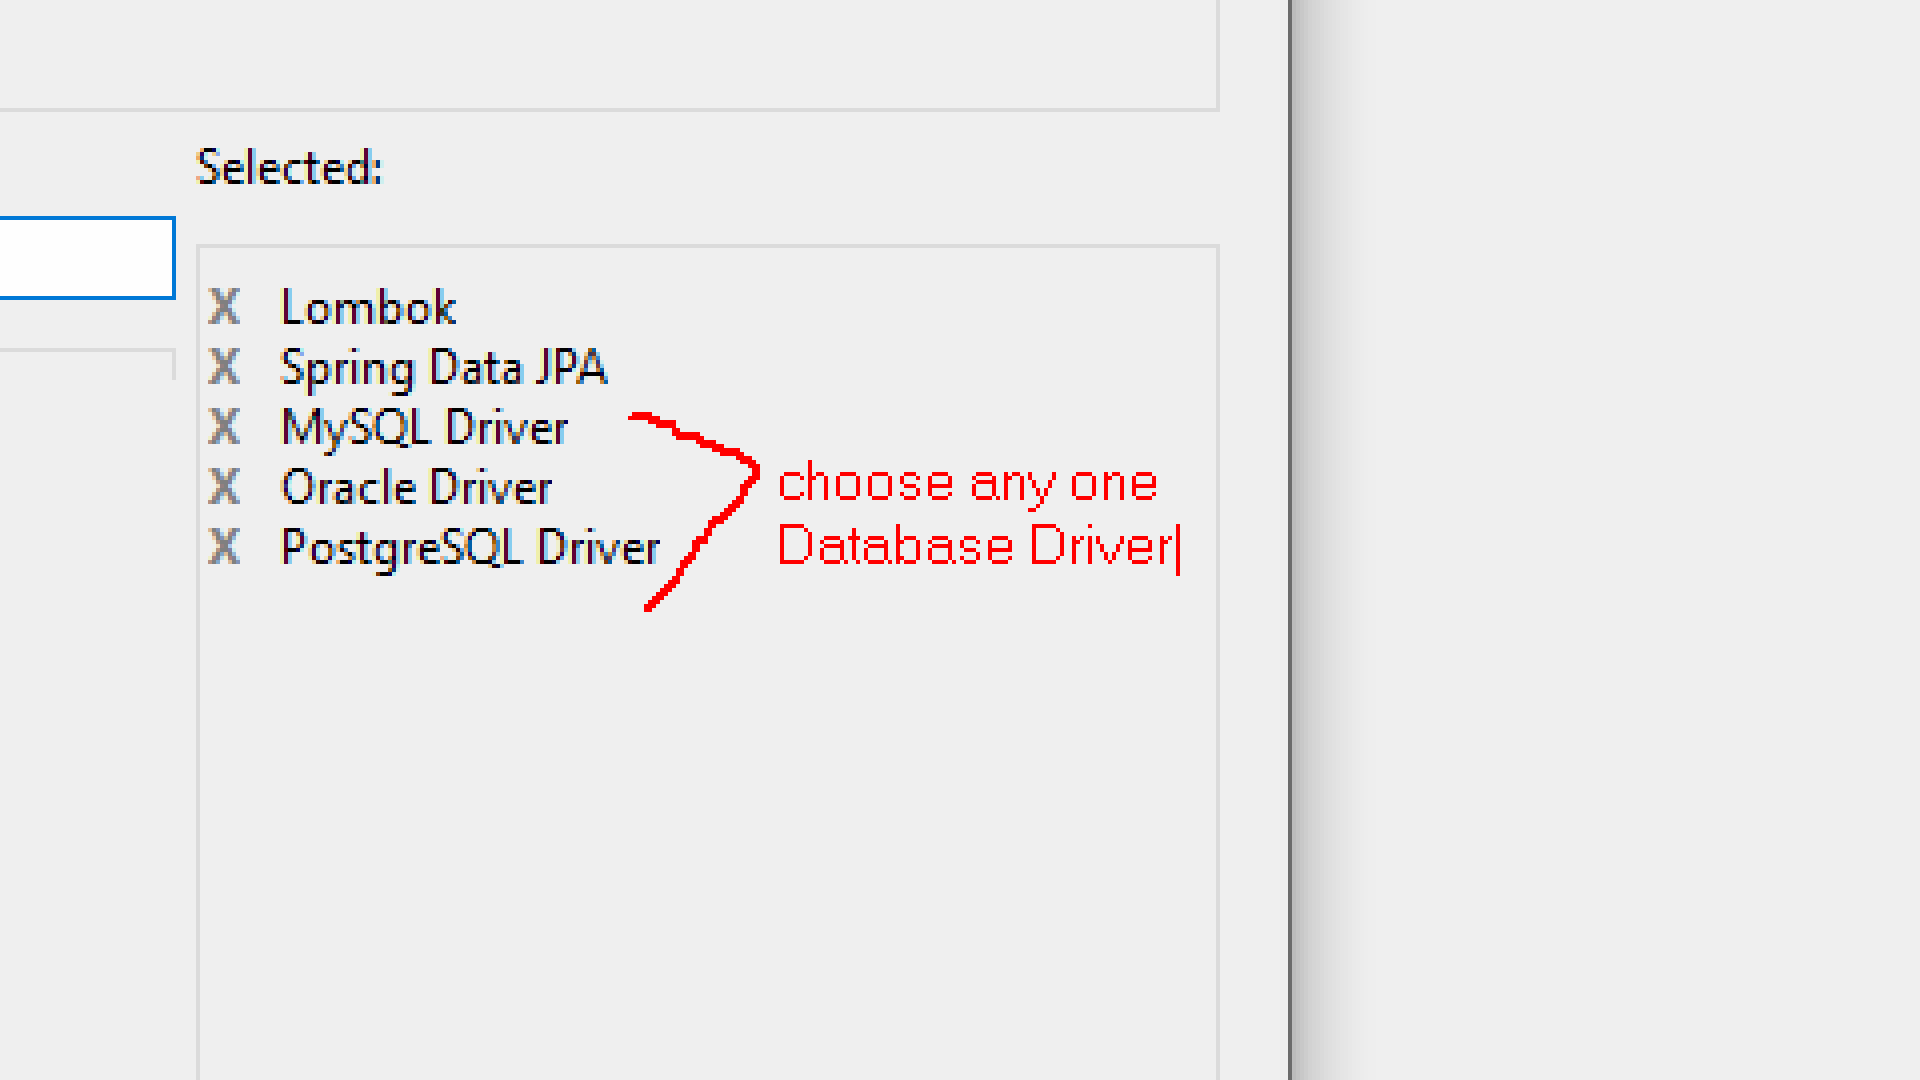 Selected:
X Lombok
X Spring Data JPA
X MySQL Driver
X Oracle Driver
X PostgreSQL Driver
choose any one
Database Driver